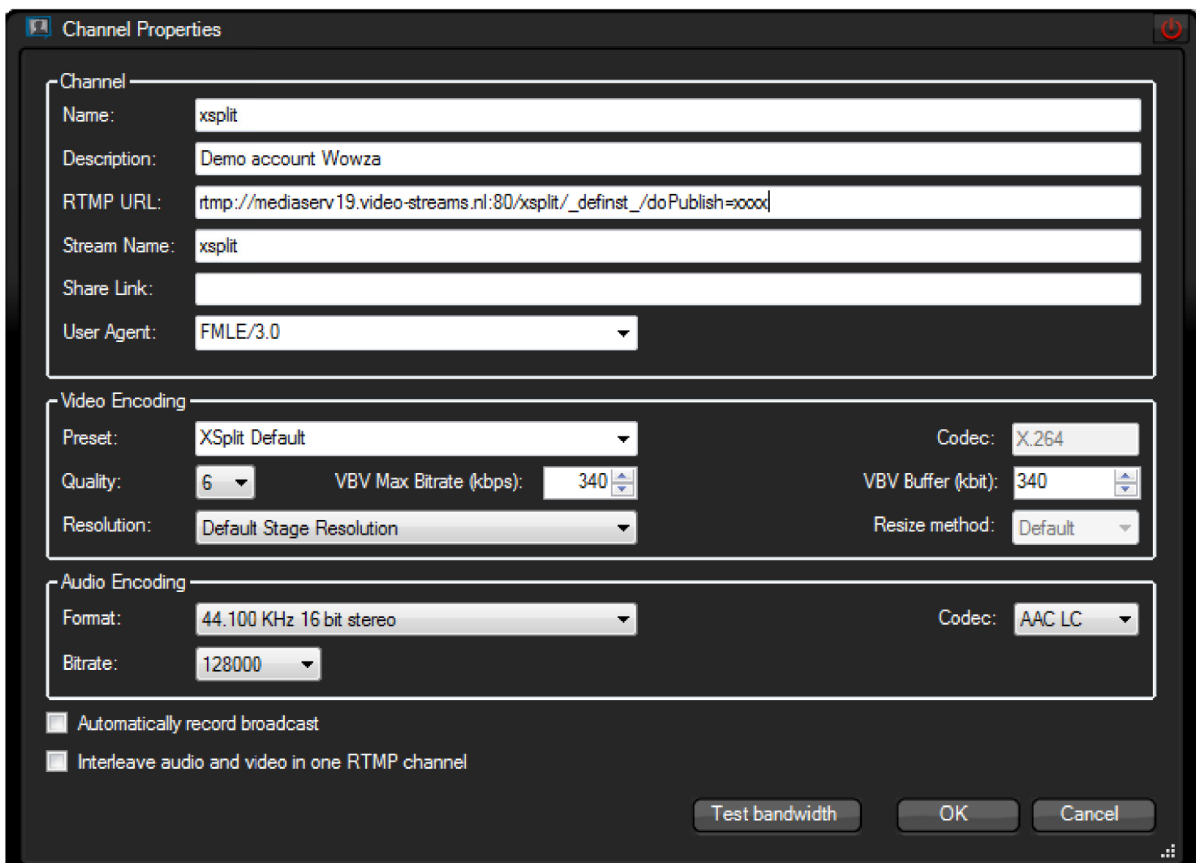 Channel Properties
Channel
Name: xsplit
Description: Demo account Wowza
RTMP URL: rtmp://mediaserv19.video-streams.nl:80/xsplit/_definst_/doPublish=xxxx
Stream Name: xsplit
Share Link:
User Agent: FMLE/3.0
Video Encoding
Preset: XSplit Default Codec: X.264
Quality: 6 VBV Max Bitrate (kbps): 340 VBV Buffer (kbit): 340
Resolution: Default Stage Resolution Resize method: Default
Audio Encoding
Format: 44.100 KHz 16 bit stereo Codec: AAC LC
Bitrate: 128000
Automatically record broadcast
Interleave audio and video in one RTMP channel
Test bandwidth OK Cancel